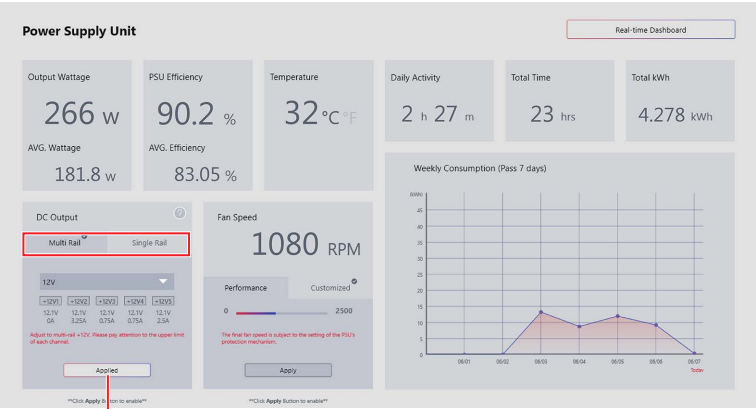 Power Supply Unit
Real-time Dashboard
Output Wattage
266 W
AVG. Wattage
181.8 w
PSU Efficiency
90.2 %
AVG. Efficiency
83.05 %
Temperature
32 °C °F
Daily Activity
2 h 27 m
Total Time
23 hrs
Total kWh
4.278 kWh
DC Output
?
Multi Rail
Single Rail
12V
+12V1 +12V2 +12V3 +12V4 +12V5
12.1V 12.1V 12.1V 12.1V 12.1V
0A 3.25A 0.75A 0.75A 2.5A
Adjust to multi-rail +12V. Please pay attention to the upper limit
of each channel.
Applied
**Click Apply Button to enable**
Fan Speed
1080 RPM
Performance
Customized
0
2500
The final fan speed is subject to the setting of the PSU's
protection mechanism.
Apply
**Click Apply Button to enable**
Weekly Consumption (Pass 7 days)
(kWh)
45
40
35
30
25
20
15
10
5
0
06/01 06/02 06/03 06/04 06/05 06/06 06/07
Today